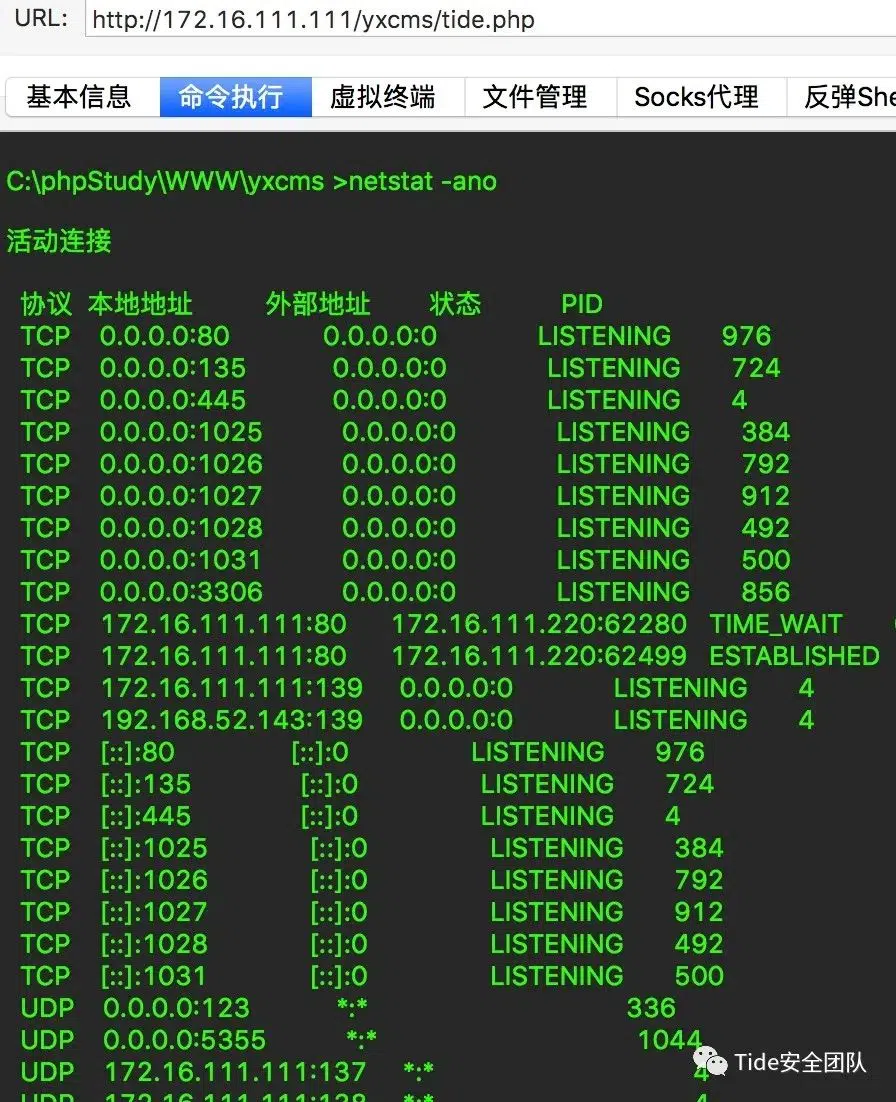 URL: http://172.16.111.111/yxcms/tide.php
基本信息 命令执行 虚拟终端 文件管理 Socks代理 反弹She
C:\phpStudy\WWW\yxcms >netstat -ano
活动连接
协议 本地地址 外部地址 状态 PID
TCP 0.0.0.0:80 0.0.0.0:0 LISTENING 976
TCP 0.0.0.0:135 0.0.0.0:0 LISTENING 724
TCP 0.0.0.0:445 0.0.0.0:0 LISTENING 4
TCP 0.0.0.0:1025 0.0.0.0:0 LISTENING 384
TCP 0.0.0.0:1026 0.0.0.0:0 LISTENING 792
TCP 0.0.0.0:1027 0.0.0.0:0 LISTENING 912
TCP 0.0.0.0:1028 0.0.0.0:0 LISTENING 492
TCP 0.0.0.0:1031 0.0.0.0:0 LISTENING 500
TCP 0.0.0.0:3306 0.0.0.0:0 LISTENING 856
TCP 172.16.111.111:80 172.16.111.220:62280 TIME_WAIT
TCP 172.16.111.111:80 172.16.111.220:62499 ESTABLISHED
TCP 172.16.111.111:139 0.0.0.0:0 LISTENING 4
TCP 192.168.52.143:139 0.0.0.0:0 LISTENING 4
TCP [::]:80 [::]:0 LISTENING 976
TCP [::]:135 [::]:0 LISTENING 724
TCP [::]:445 [::]:0 LISTENING 4
TCP [::]:1025 [::]:0 LISTENING 384
TCP [::]:1026 [::]:0 LISTENING 792
TCP [::]:1027 [::]:0 LISTENING 912
TCP [::]:1028 [::]:0 LISTENING 492
TCP [::]:1031 [::]:0 LISTENING 500
UDP 0.0.0.0:123 *:* 336
UDP 0.0.0.0:5355 *:* 1044
UDP 172.16.111.111:137 *:* 4
Tide安全团队
UDP 172.16.111.111:138 *:*